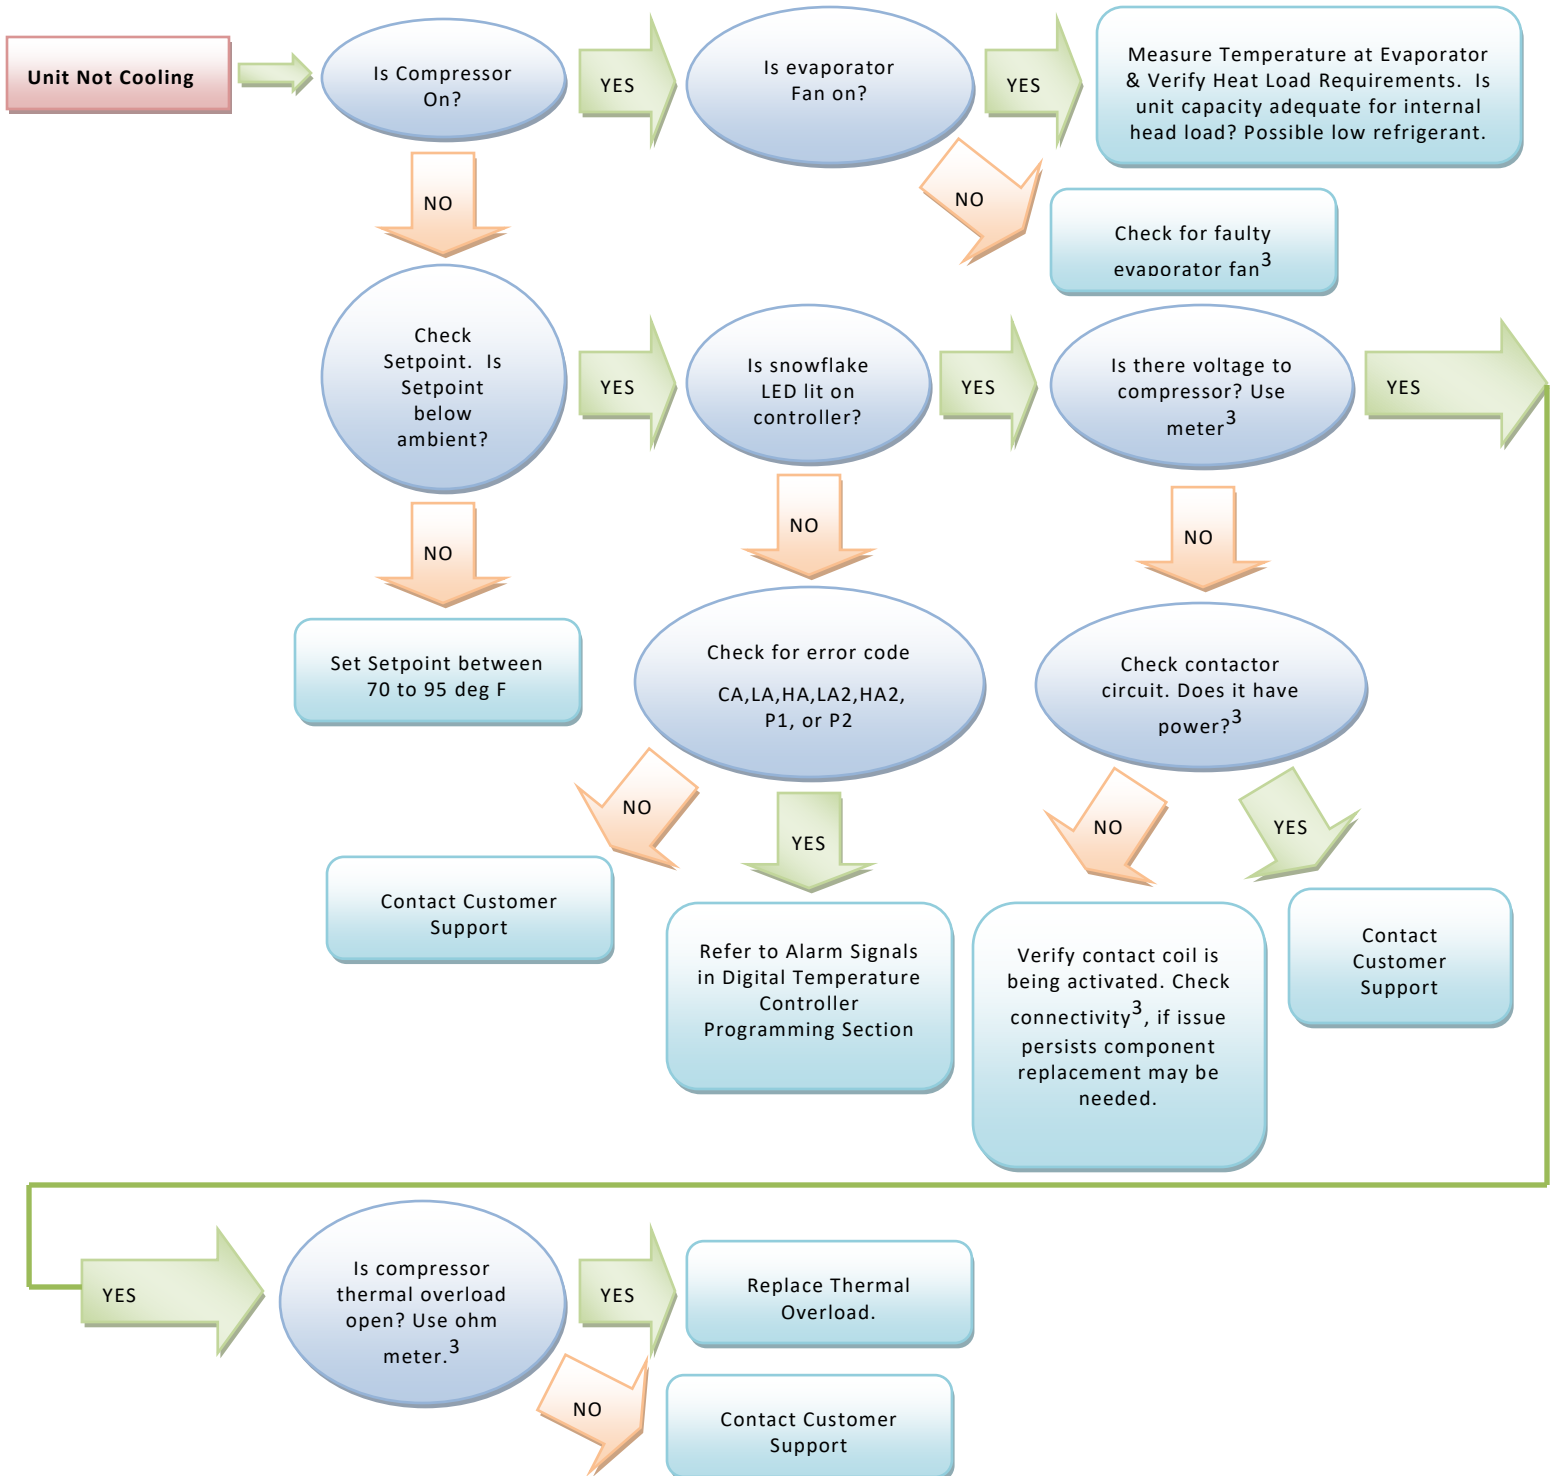 Unit Not Cooling
Is Compressor
On?
YES
Is evaporator
Fan on?
YES
Measure Temperature at Evaporator
& Verify Heat Load Requirements.  Is
unit capacity adequate for internal
head load? Possible low refrigerant.
NO
NO
Check for faulty
evaporator fan3
Check
Setpoint.  Is
Setpoint
below
ambient?
YES
Is snowflake
LED lit on
controller?
YES
Is there voltage to
compressor? Use
meter3
YES
NO
NO
NO
Set Setpoint between
70 to 95 deg F
Check for error code
CA,LA,HA,LA2,HA2,
P1, or P2
Check contactor
circuit. Does it have
power?3
NO
YES
NO
YES
Contact Customer
Support
Refer to Alarm Signals
in Digital Temperature
Controller
Programming Section
Verify contact coil is
being activated. Check
connectivity3, if issue
persists component
replacement may be
needed.
Contact
Customer
Support
YES
Is compressor
thermal overload
open? Use ohm
meter.3
YES
Replace Thermal
Overload.
NO
Contact Customer
Support